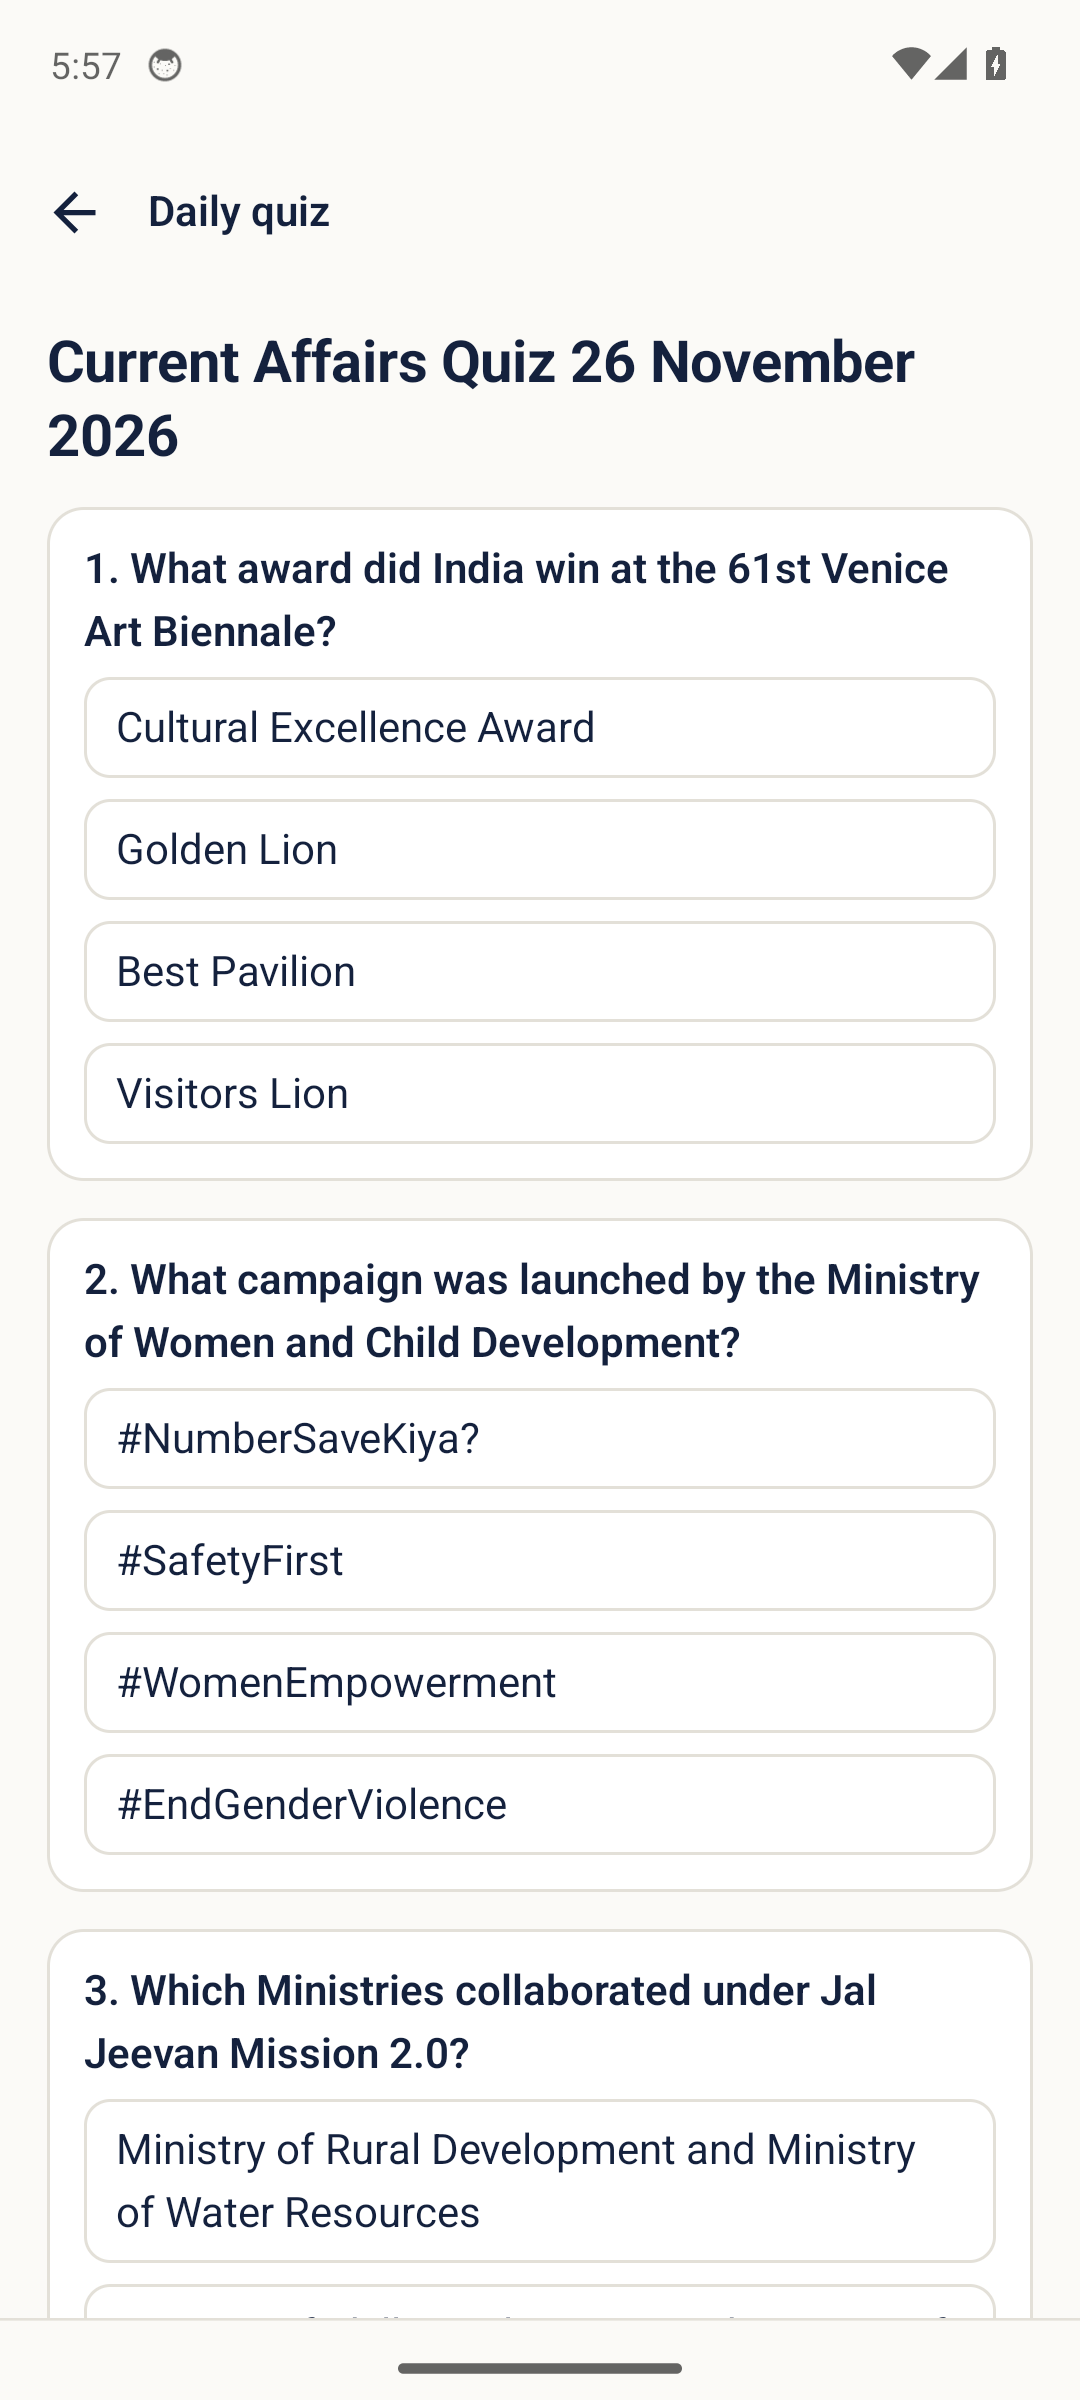 5:57
Daily quiz
Current Affairs Quiz 26 November
2026
1. What award did India win at the 61st Venice
Art Biennale?
Cultural Excellence Award
Golden Lion
Best Pavilion
Visitors Lion
2. What campaign was launched by the Ministry
of Women and Child Development?
#NumberSaveKiya?
#SafetyFirst
#WomenEmpowerment
#EndGenderViolence
3. Which Ministries collaborated under Jal
Jeevan Mission 2.0?
Ministry of Rural Development and Ministry
of Water Resources